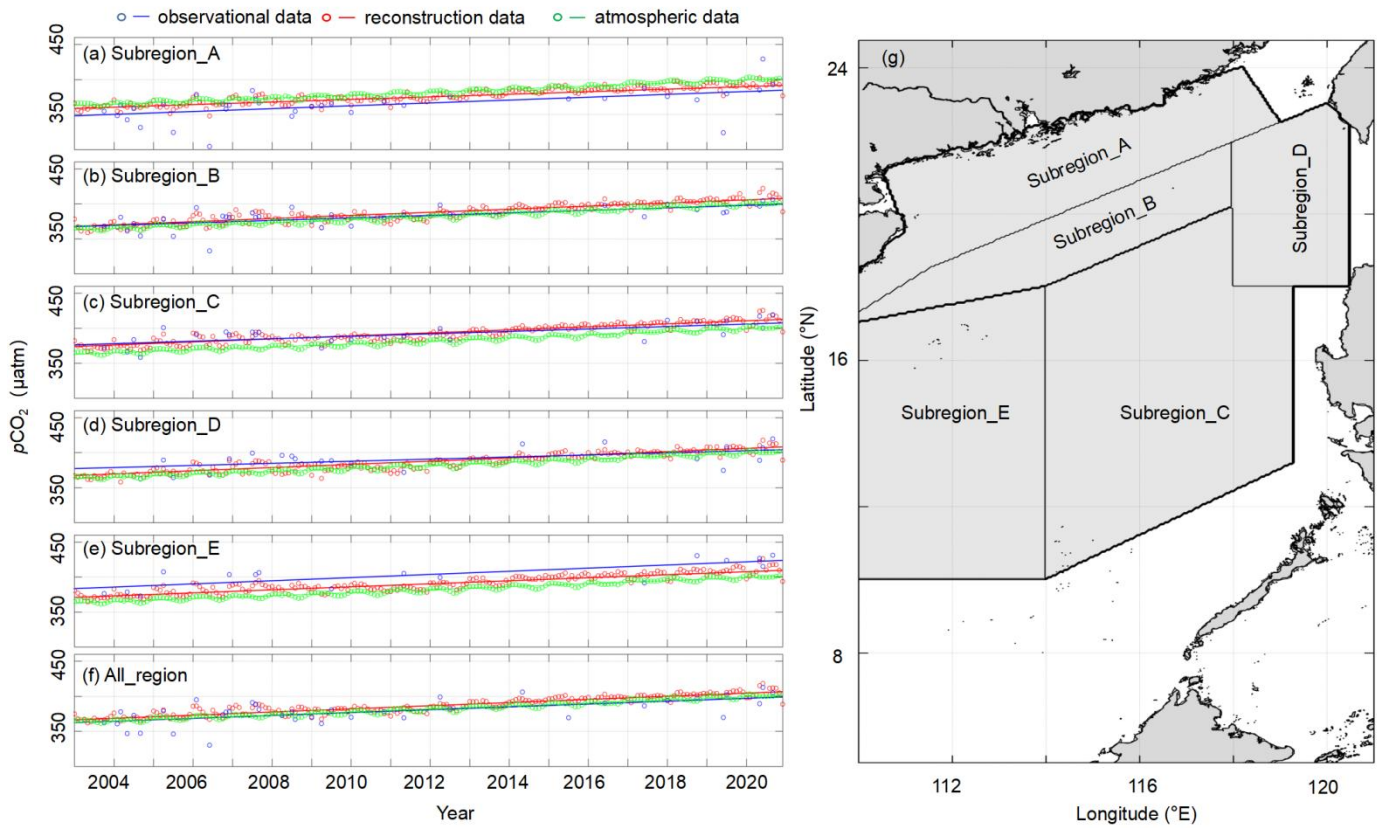 observational data
reconstruction data
atmospheric data
450
(a) Subregion_A
350
450
(b) Subregion_B
350
450
(c) Subregion_C
350
450
(d) Subregion_D
350
450
(e) Subregion_E
350
450
(f) All_region
350
pCO2 (µatm)
2004 2006 2008 2010 2012 2014 2016 2018 2020
Year
(g)
24
16
8
Latitude (°N)
Subregion_A
Subregion_B
Subregion_D
Subregion_E
Subregion_C
112 116 120
Longitude (°E)